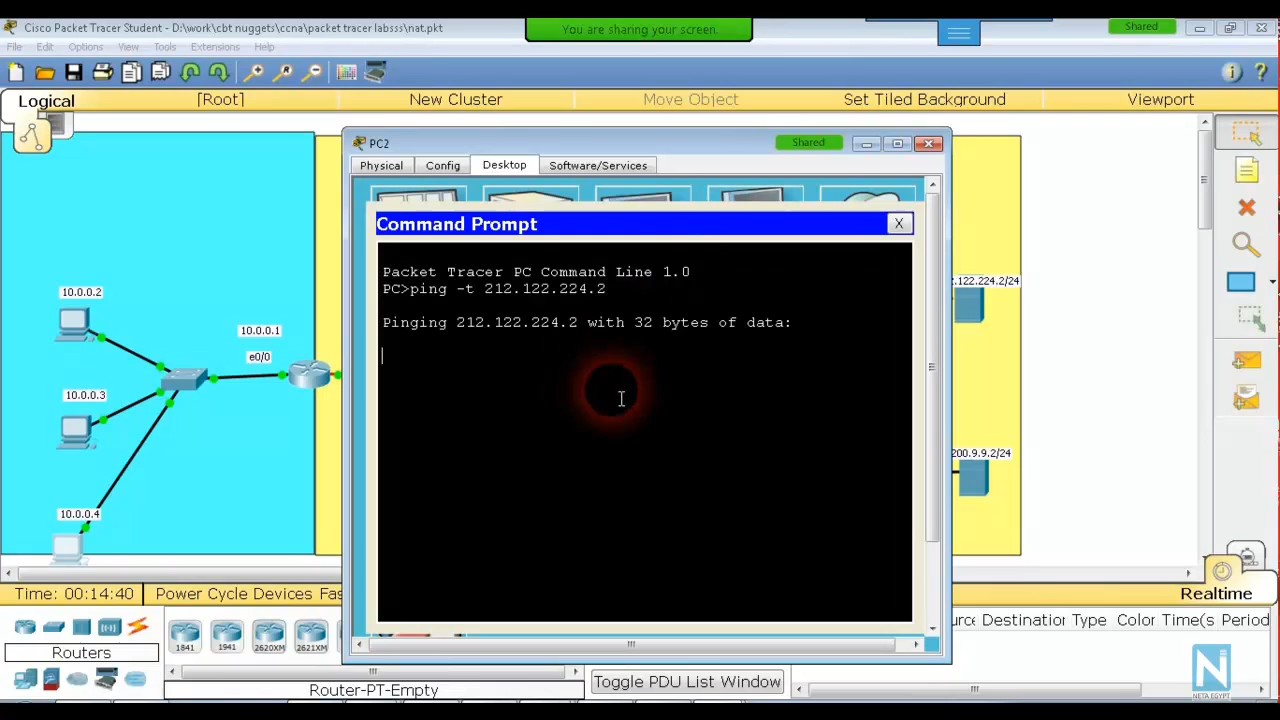 Cisco Packet Tracer Student - D:\work\cbt nuggets\ccna\packet tracer labsss\nat.pkt
You are sharing your screen.
Shared
File Edit Options View Tools Extensions Help
Logical
[Root]
New Cluster
Move Object
Set Tiled Background
Viewport
PC2
Shared
Physical
Config
Desktop
Software/Services
Command Prompt
X
Packet Tracer PC Command Line 1.0
PC>ping -t 212.122.224.2
Pinging 212.122.224.2 with 32 bytes of data:
10.0.0.2
10.0.0.1
e0/0
10.0.0.3
10.0.0.4
.122.224.2/24
200.9.9.2/24
Time: 00:14:40
Power Cycle Devices Fas
Realtime
Routers
1841
1941
2620XM
2621XM
Router-PT-Empty
Toggle PDU List Window
urce Destination Type Color Time(s Period
N
NETA EGYPT